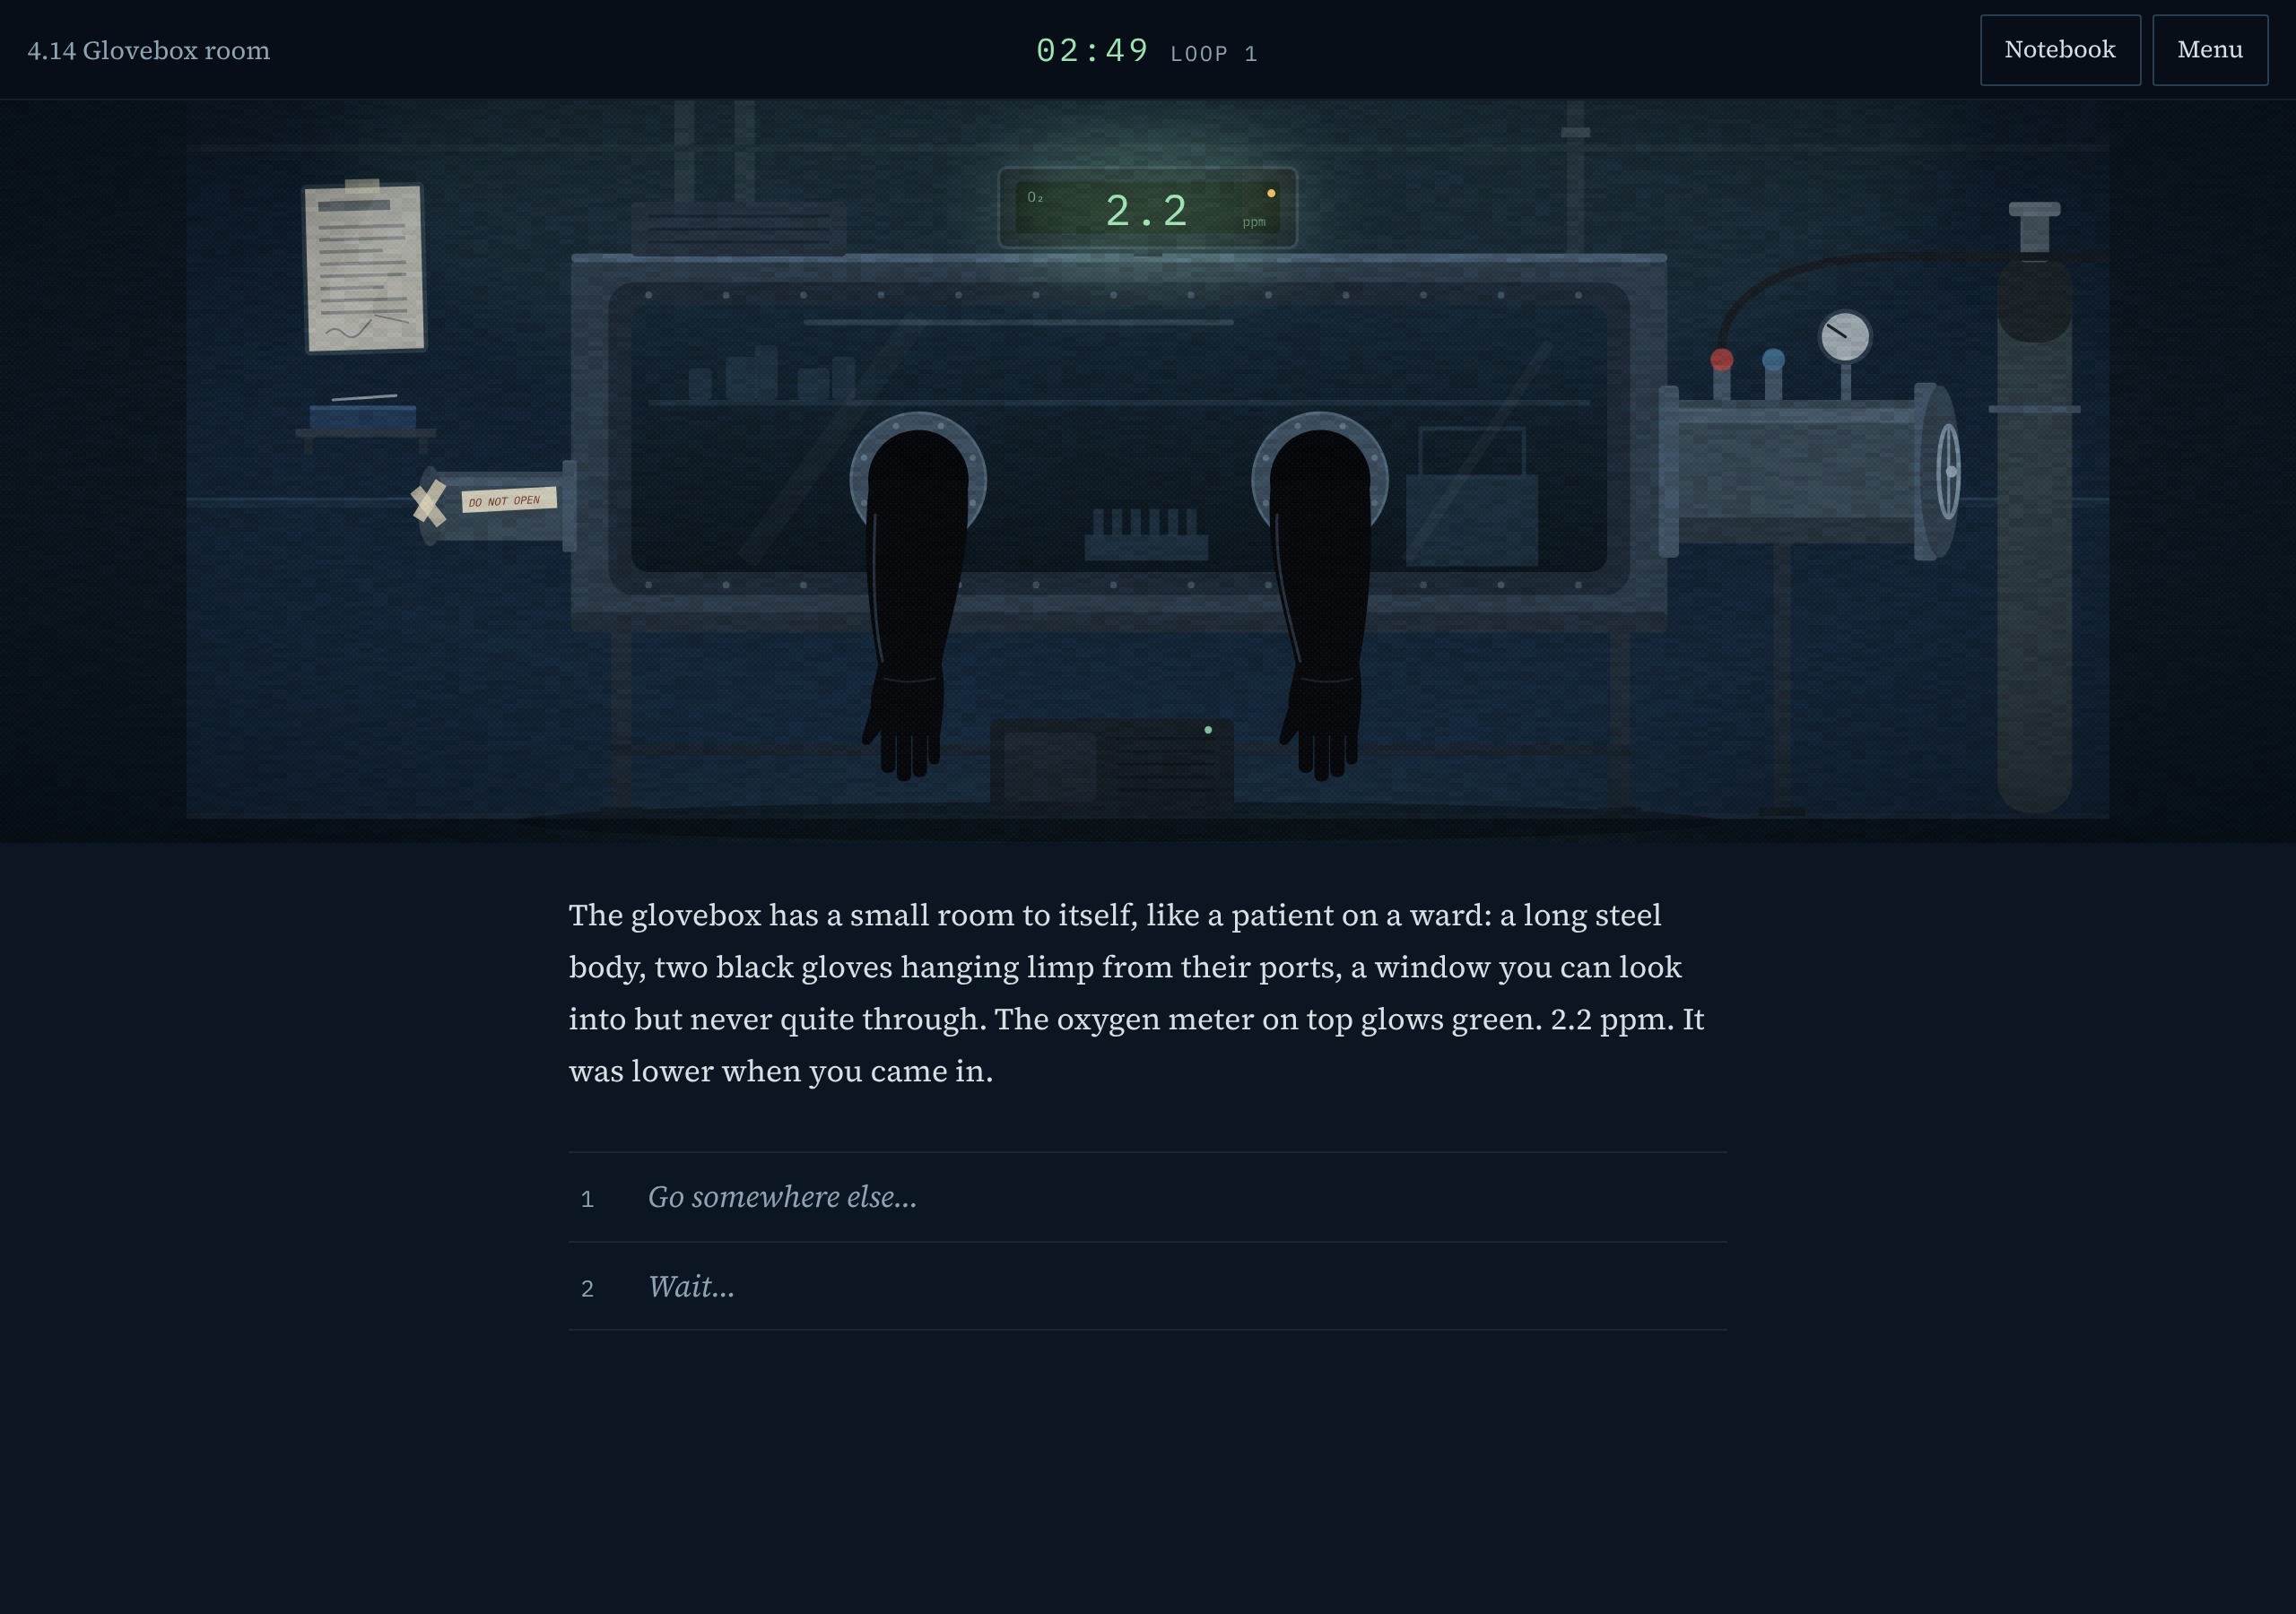 4.14 Glovebox room
02:49 LOOP 1
Notebook
Menu
O₂
2.2
ppm
DO NOT OPEN
The glovebox has a small room to itself, like a patient on a ward: a long steel
body, two black gloves hanging limp from their ports, a window you can look
into but never quite through. The oxygen meter on top glows green. 2.2 ppm. It
was lower when you came in.
1 Go somewhere else...
2 Wait...